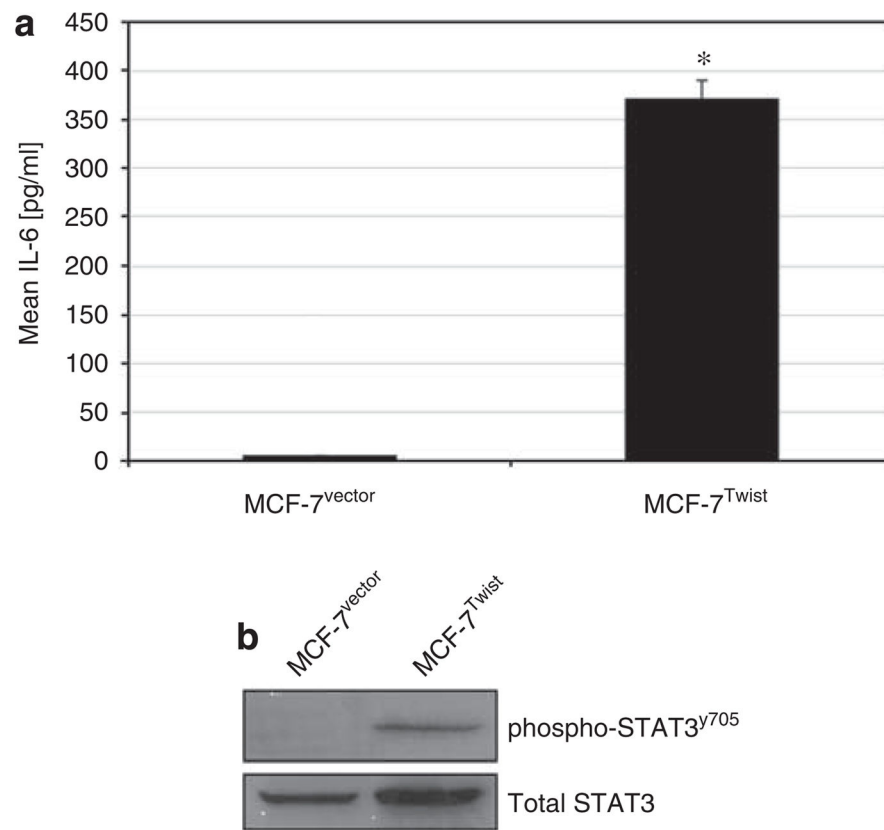 a
Mean IL-6 [pg/ml]
450
400
350
300
250
200
150
100
50
0
*
MCF-7vector
MCF-7Twist
b
MCF-7vector
MCF-7Twist
phospho-STAT3y705
Total STAT3